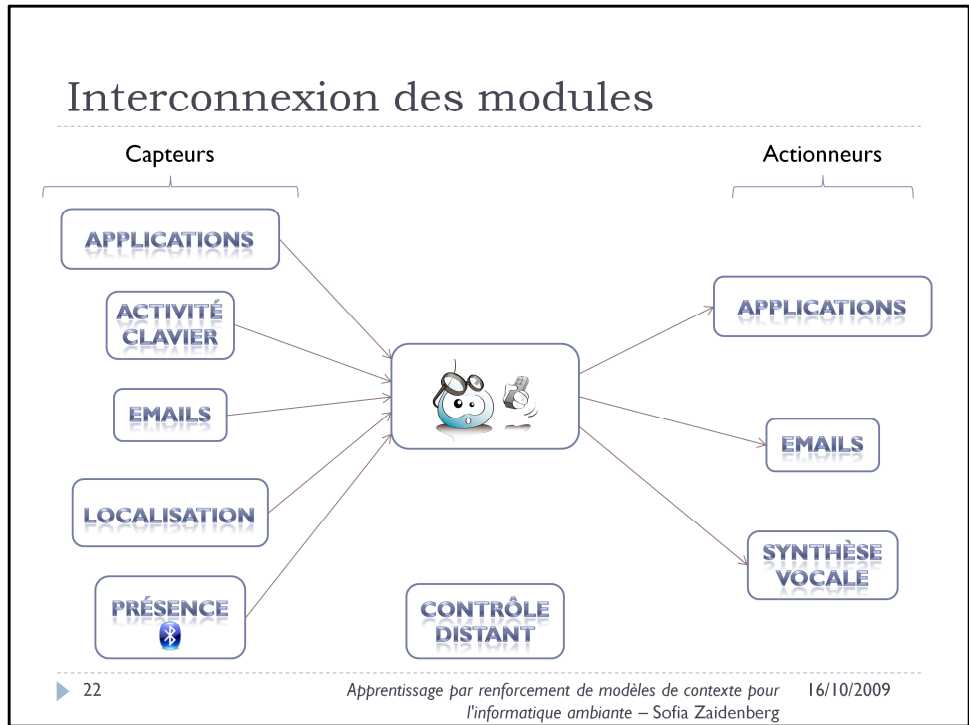 Interconnexion des modules
Capteurs
Actionneurs
APPLICATIONS
ACTIVITÉ
CLAVIER
EMAILS
LOCALISATION
PRÉSENCE
CONTRÔLE
DISTANT
APPLICATIONS
EMAILS
SYNTHÈSE
VOCALE
22
Apprentissage par renforcement de modèles de contexte pour
l'informatique ambiante – Sofia Zaidenberg
16/10/2009